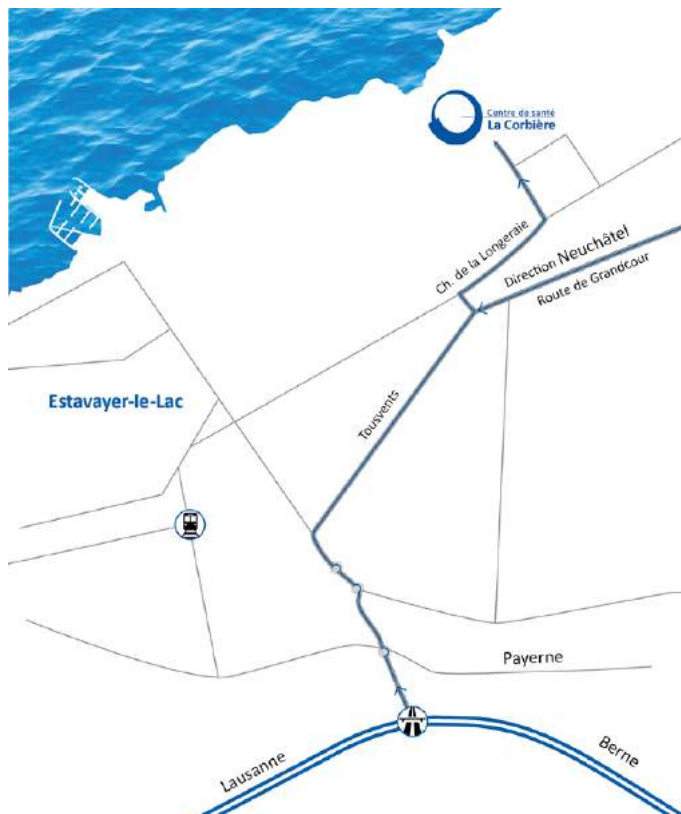 Centre de santé
La Corbière
Ch. de la Longeraie
Direction Neuchâtel
Route de Grandcour
Tousvents
Estavayer-le-Lac
Payerne
Lausanne
Berne